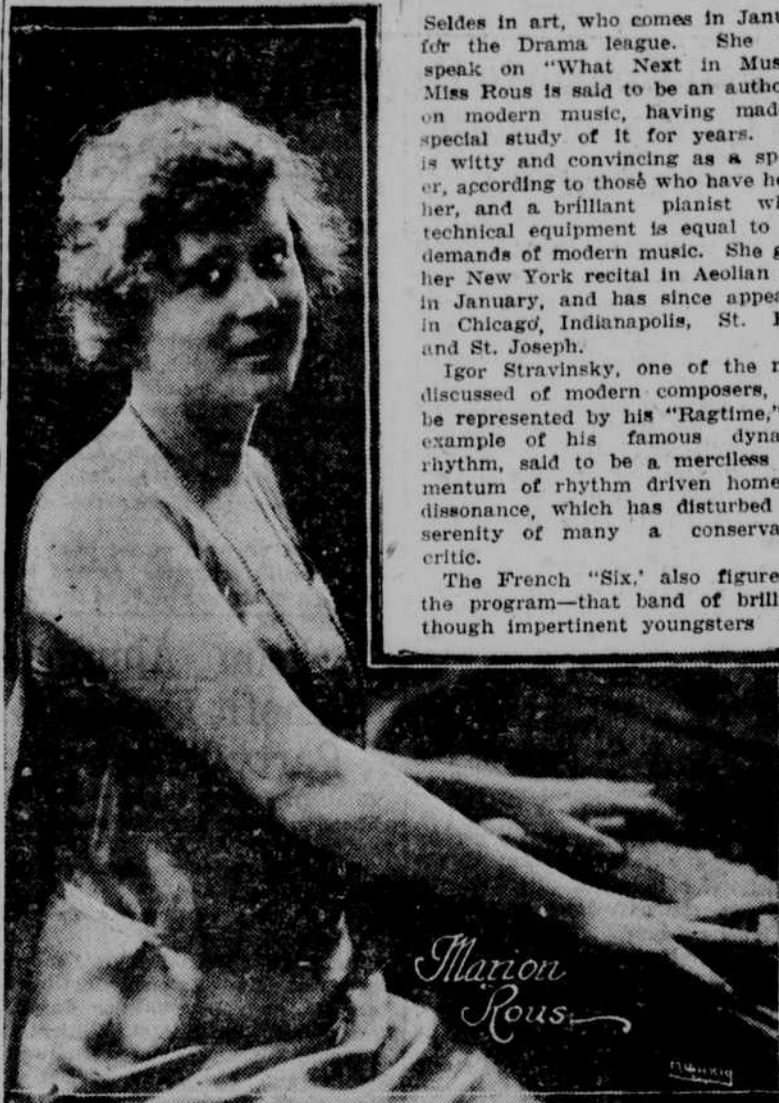 Seldes in art, who comes in Janu
for the Drama league. She
speak on "What Next in Mus
Miss Rous is said to be an autho
on modern music, having mad
special study of it for years.
is witty and convincing as a sp
er, according to those who have he
her, and a brilliant pianist wh
technical equipment is equal to
demands of modern music. She g
her New York recital in Aeolian
in January, and has since appea
in Chicago, Indianapolis, St.
and St. Joseph.
Igor Stravinsky, one of the m
discussed of modern composers,
be represented by his "Ragtime,"
example of his famous dyna
rhythm, said to be a merciless
mentum of rhythm driven home
dissonance, which has disturbed
serenity of many a conserva
critic.
The French "Six,' also figure
the program—that band of brill
though impertinent youngsters
Marion
Rous